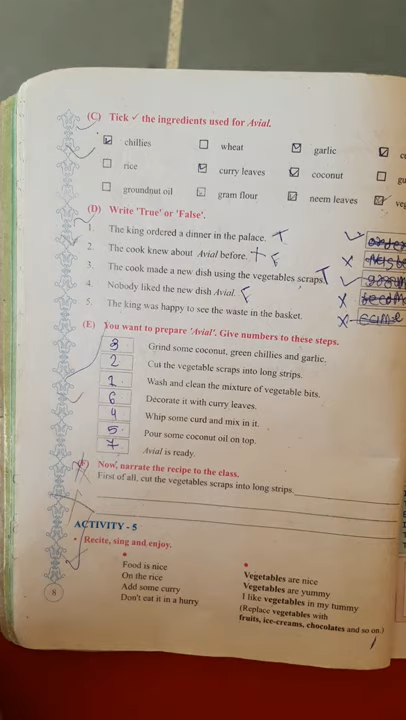 (C) Tick ✓ the ingredients used for Avial.
chillies wheat garlic
rice curry leaves coconut
groundnut oil gram flour neem leaves
(D) Write 'True' or 'False'.
1. The king ordered a dinner in the palace. T
2. The cook knew about Avial before. F
3. The cook made a new dish using the vegetables scraps. T
4. Nobody liked the new dish Avial. F
5. The king was happy to see the waste in the basket.
(E) You want to prepare 'Avial'. Give numbers to these steps.
3 Grind some coconut, green chillies and garlic.
2 Cut the vegetable scraps into long strips.
1 Wash and clean the mixture of vegetable bits.
6 Decorate it with curry leaves.
4 Whip some curd and mix in it.
5 Pour some coconut oil on top.
7 Avial is ready.
Now, narrate the recipe to the class.
First of all, cut the vegetables scraps into long strips.
ACTIVITY - 5
• Recite, sing and enjoy.
Food is nice
On the rice
Add some curry
Don't eat it in a hurry
Vegetables are nice
Vegetables are yummy
I like vegetables in my tummy
(Replace vegetables with
fruits, ice-creams, chocolates and so on.)
8